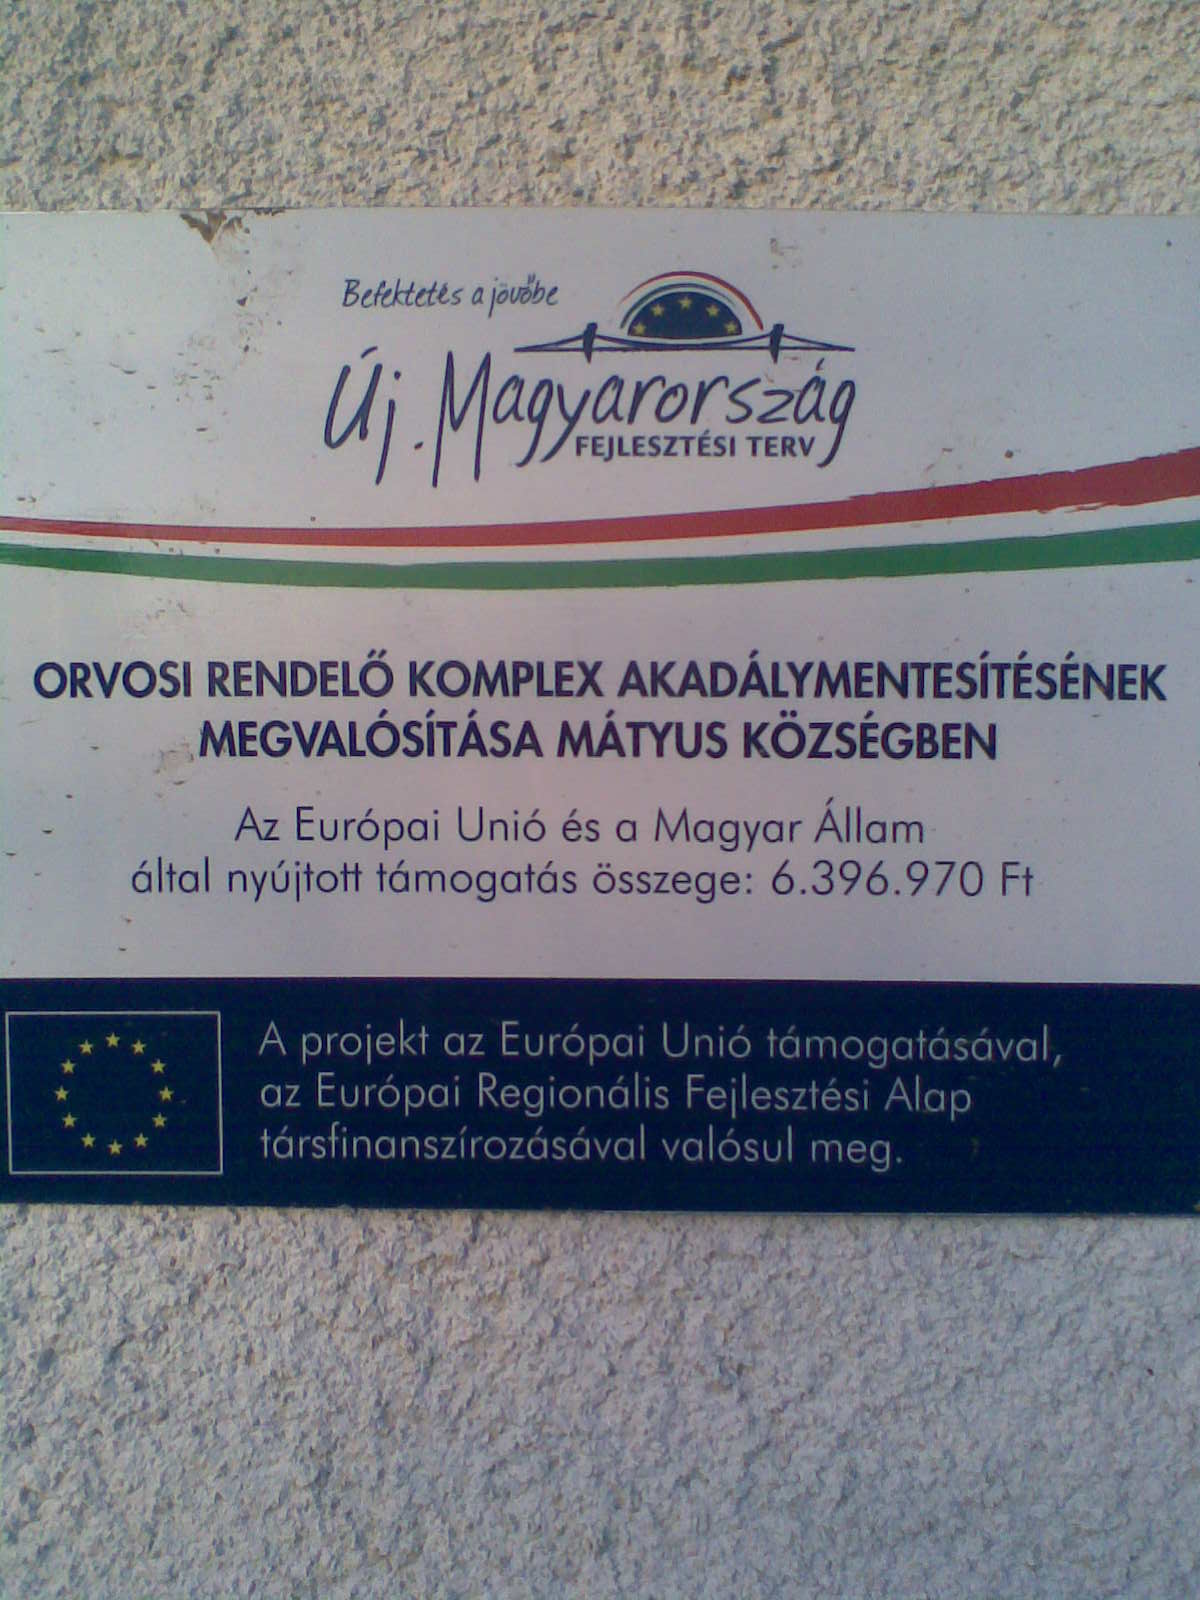 Befektetés a jövőbe
Új Magyarország
FEJLESZTÉSI TERV
ORVOSI RENDELŐ KOMPLEX AKADÁLYMENTESÍTÉSÉNEK
MEGVALÓSÍTÁSA MÁTYUS KÖZSÉGBEN
Az Európai Unió és a Magyar Állam
által nyújtott támogatás összege: 6.396.970 Ft
A projekt az Európai Unió támogatásával,
az Európai Regionális Fejlesztési Alap
társfinanszírozásával valósul meg.